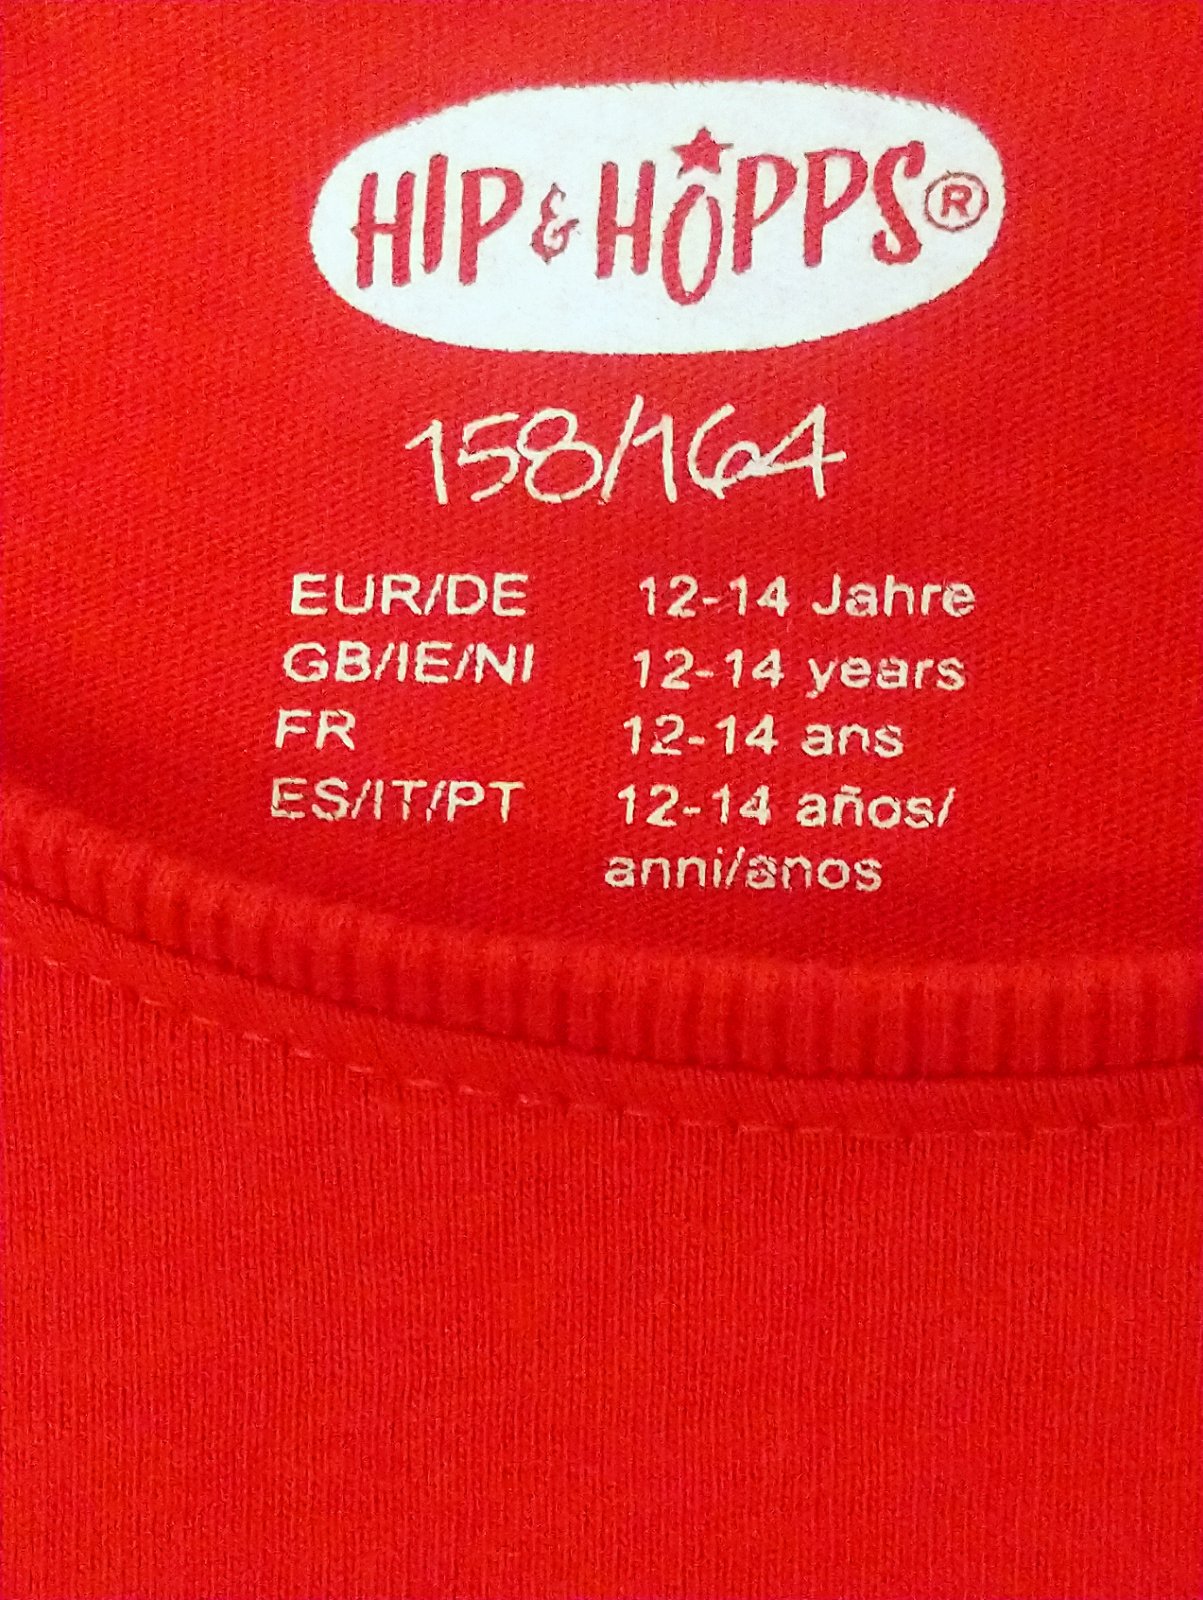 HIP & HOPPS®
158/164
EUR/DE 12-14 Jahre
GB/IE/NI 12-14 years
FR 12-14 ans
ES/IT/PT 12-14 años/
anni/anos